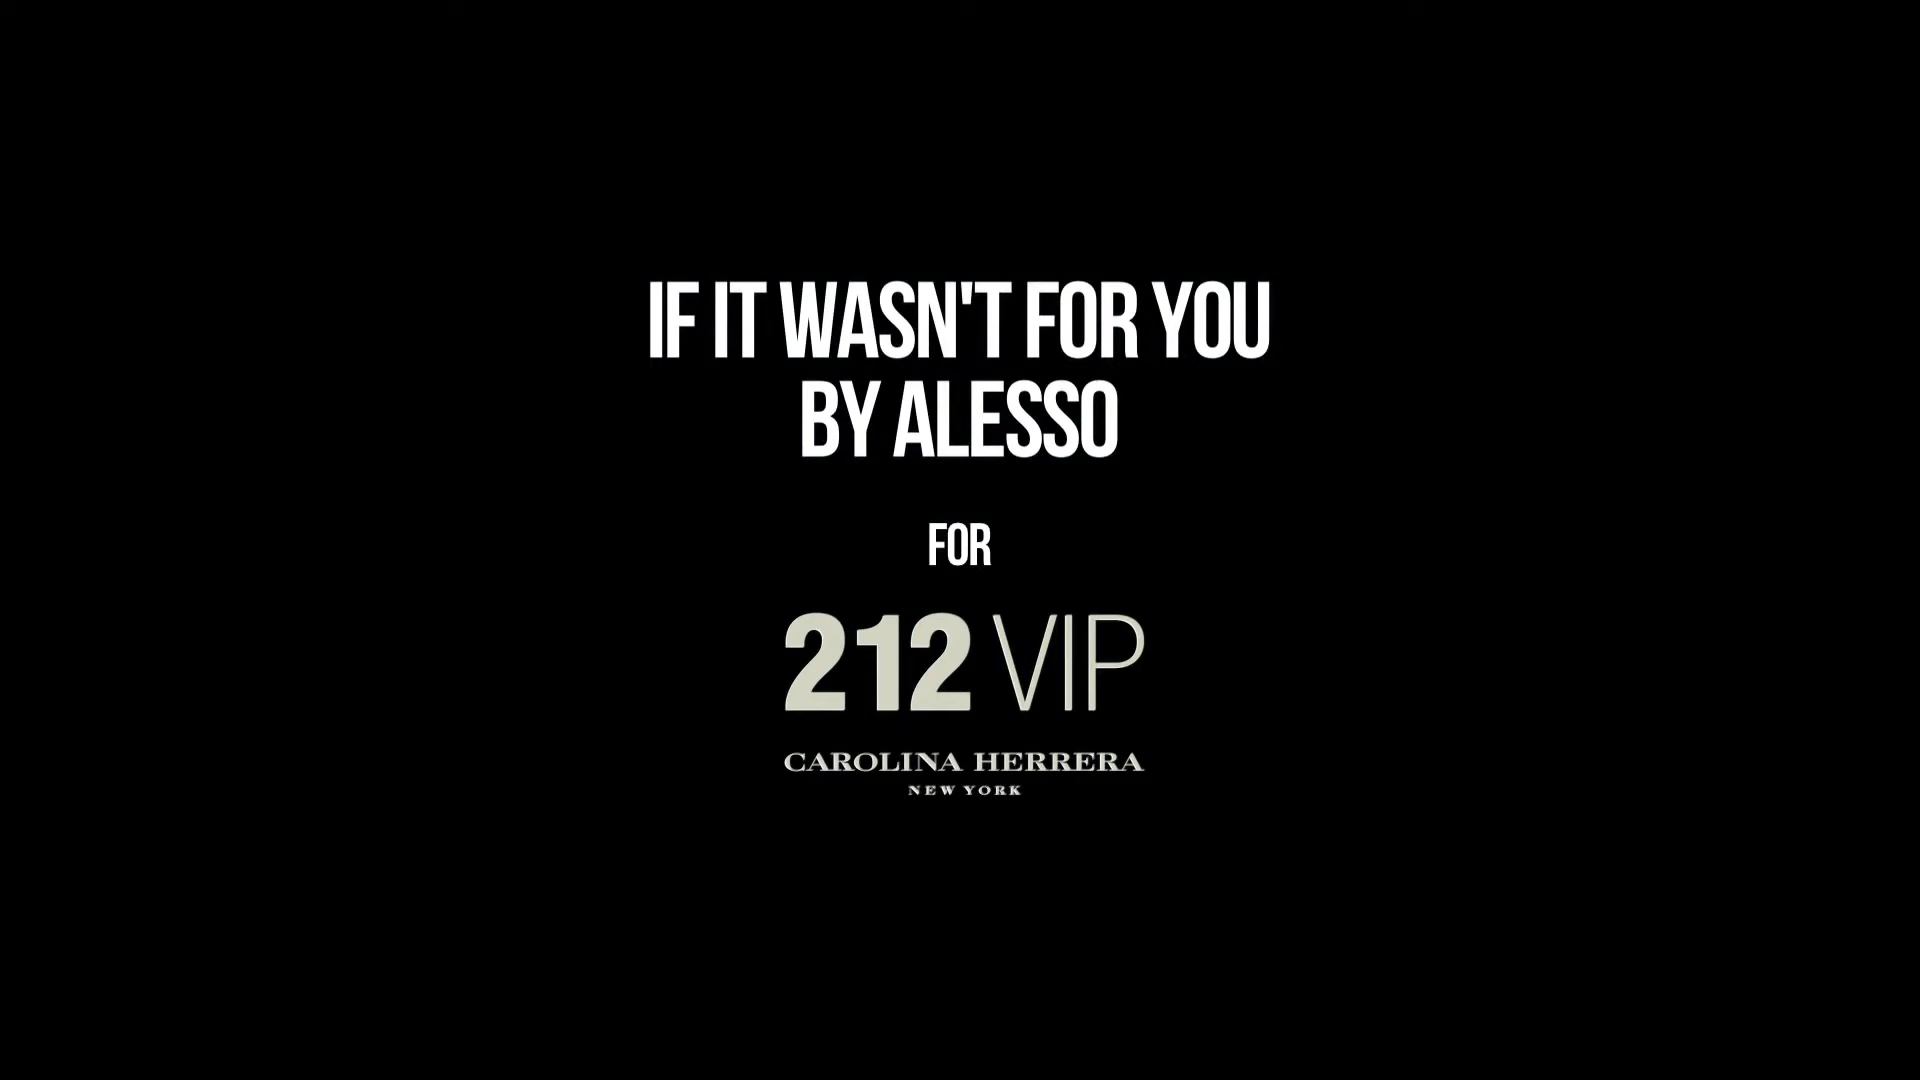 IF IT WASN'T FOR YOU
BY ALESSO
FOR
212 VIP
CAROLINA HERRERA
NEW YORK